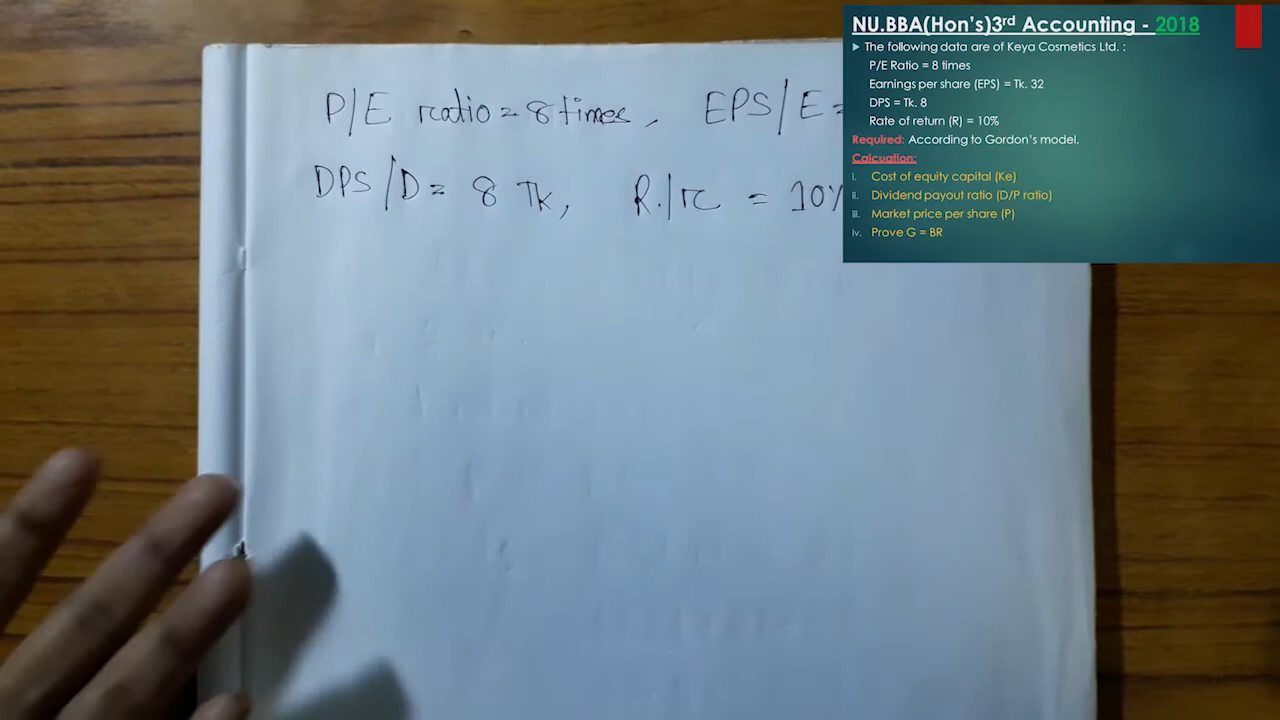 NU.BBA(Hon's)3rd Accounting - 2018
The following data are of Keya Cosmetics Ltd. :
P/E Ratio = 8 times
Earnings per share (EPS) = Tk. 32
DPS = Tk. 8
Rate of return (R) = 10%
Required: According to Gordon's model.
Calcuation:
i. Cost of equity capital (Ke)
ii. Dividend payout ratio (D/P ratio)
iii. Market price per share (P)
iv. Prove G = BR
P/E ratio = 8 times, EPS/E =
DPS/D = 8 Tk, R./r = 10%